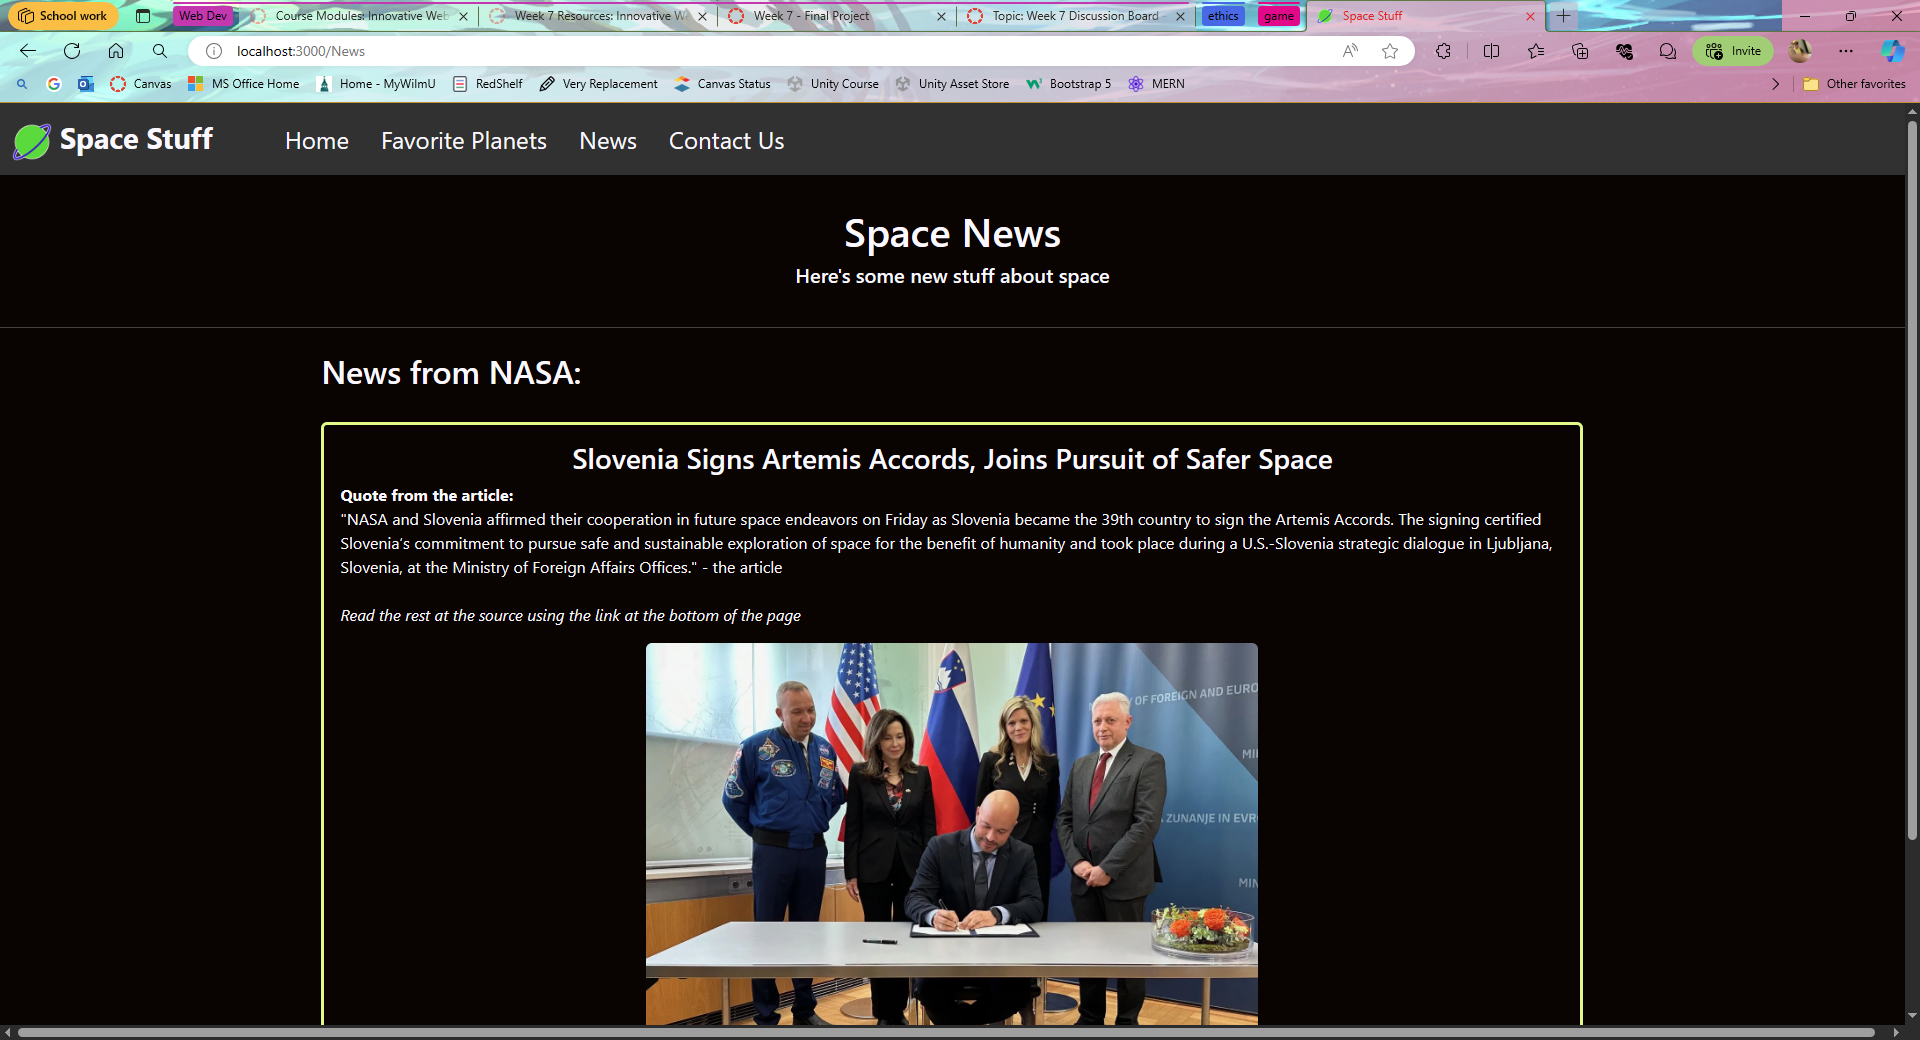 School work
Web Dev
Course Modules: Innovative Web
Week 7 Resources: Innovative W
Week 7 - Final Project
Topic: Week 7 Discussion Board -
ethics
game
Space Stuff
localhost:3000/News
Invite
Canvas
MS Office Home
Home - MyWilmU
RedShelf
Very Replacement
Canvas Status
Unity Course
Unity Asset Store
Bootstrap 5
MERN
Other favorites
Space Stuff
Home
Favorite Planets
News
Contact Us
Space News
Here's some new stuff about space
News from NASA:
Slovenia Signs Artemis Accords, Joins Pursuit of Safer Space
Quote from the article:
"NASA and Slovenia affirmed their cooperation in future space endeavors on Friday as Slovenia became the 39th country to sign the Artemis Accords. The signing certified
Slovenia’s commitment to pursue safe and sustainable exploration of space for the benefit of humanity and took place during a U.S.-Slovenia strategic dialogue in Ljubljana,
Slovenia, at the Ministry of Foreign Affairs Offices." - the article
Read the rest at the source using the link at the bottom of the page
OF FOREIGN AND EURO
MI
ZUNANJE IN EVR
MIN